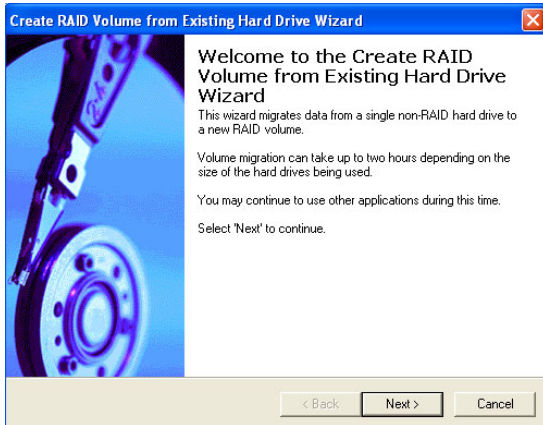 Create RAID Volume from Existing Hard Drive Wizard
Welcome to the Create RAID
Volume from Existing Hard Drive
Wizard
This wizard migrates data from a single non-RAID hard drive to
a new RAID volume.
Volume migration can take up to two hours depending on the
size of the hard drives being used.
You may continue to use other applications during this time.
Select 'Next' to continue.
< Back
Next >
Cancel